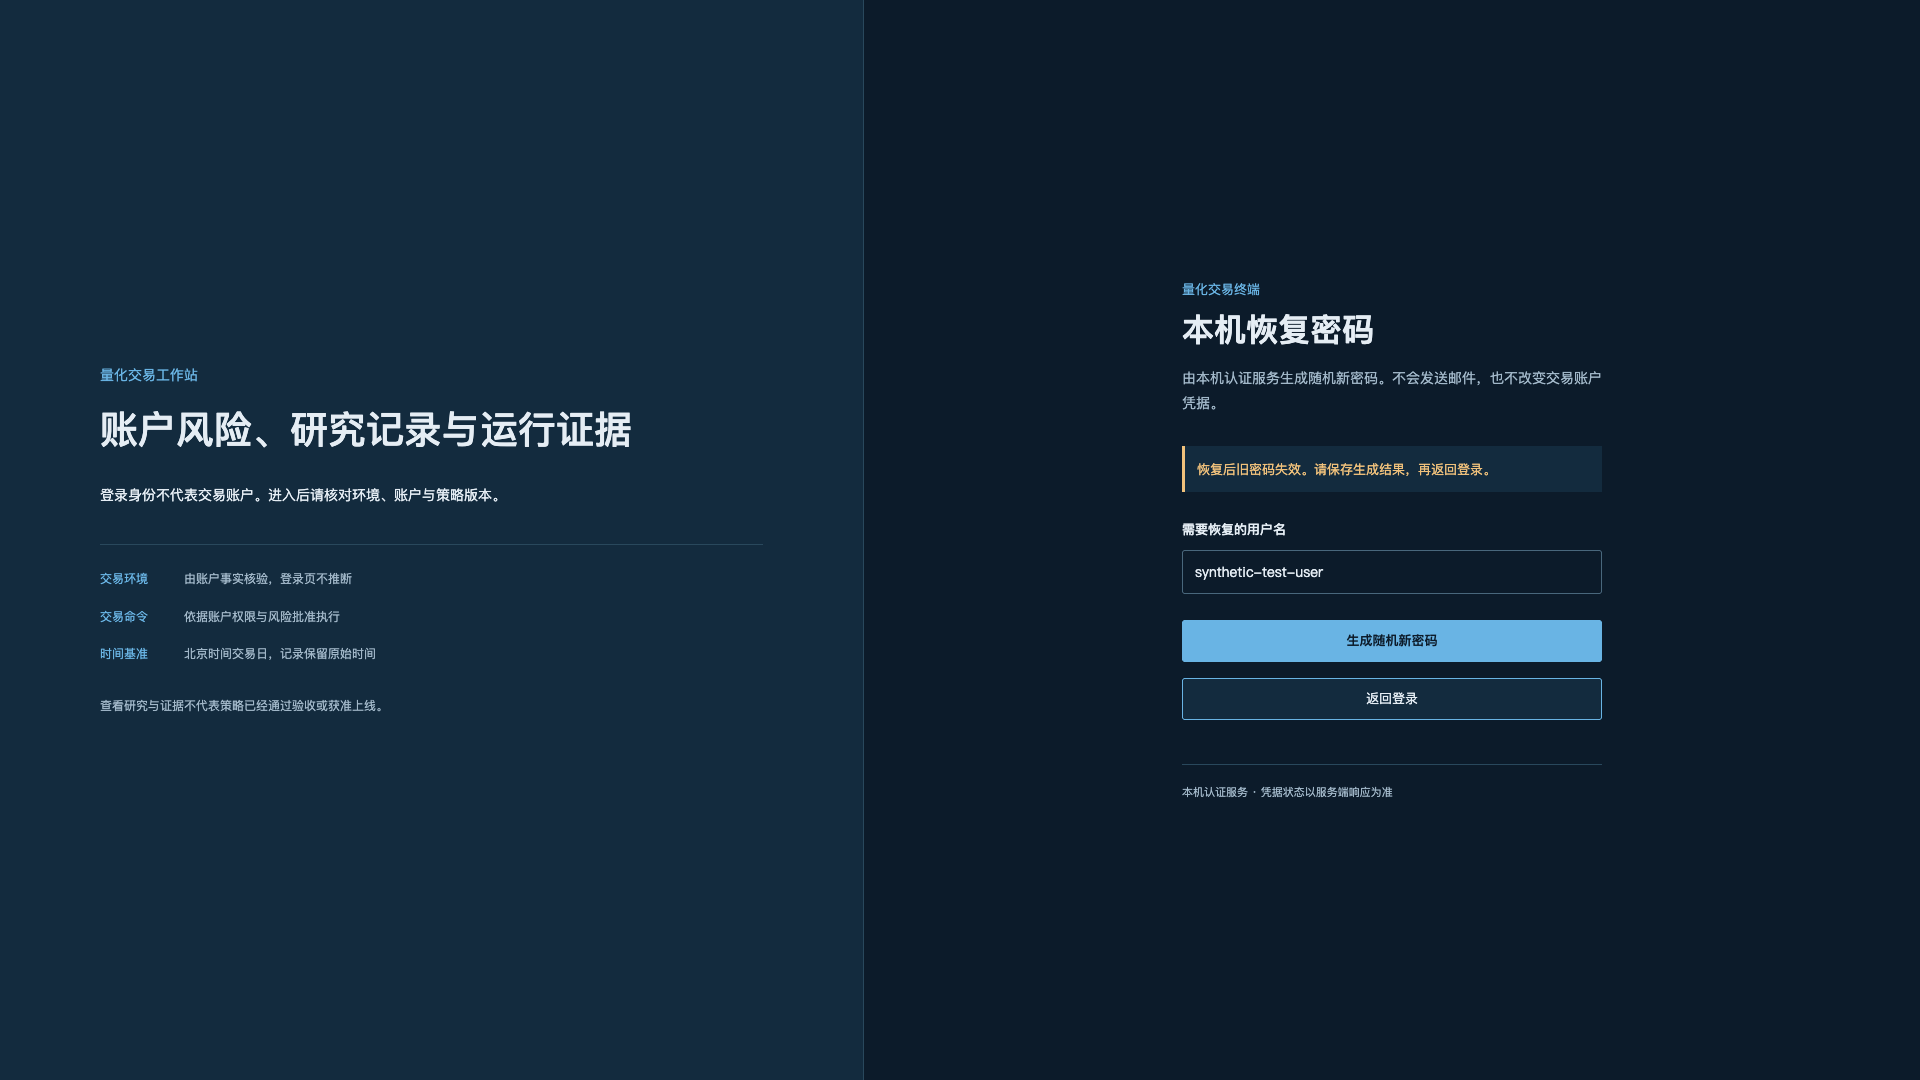 量化交易工作站
账户风险、研究记录与运行证据
登录身份不代表交易账户。进入后请核对环境、账户与策略版本。
交易环境 由账户事实核验，登录页不推断
交易命令 依据账户权限与风险批准执行
时间基准 北京时间交易日，记录保留原始时间
查看研究与证据不代表策略已经通过验收或获准上线。
量化交易终端
本机恢复密码
由本机认证服务生成随机新密码。不会发送邮件，也不改变交易账户
凭据。
恢复后旧密码失效。请保存生成结果，再返回登录。
需要恢复的用户名
synthetic-test-user
生成随机新密码
返回登录
本机认证服务 · 凭据状态以服务端响应为准